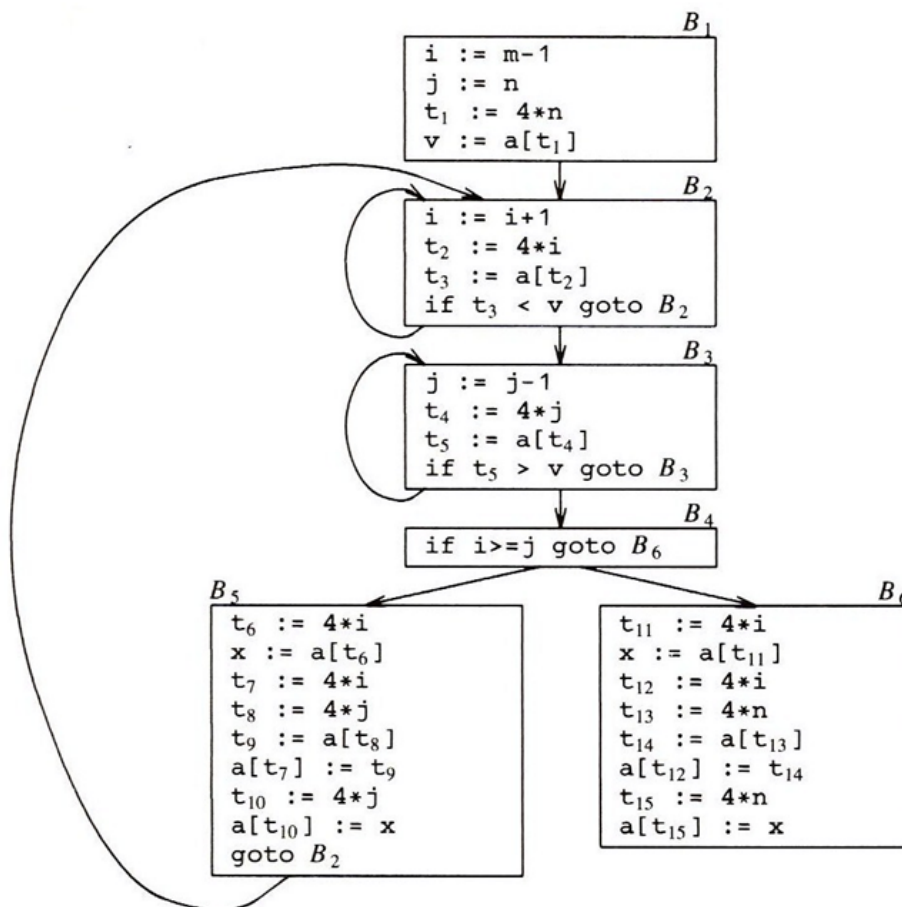 B₁
i := m-1
j := n
t₁ := 4*n
v := a[t₁]
B₂
i := i+1
t₂ := 4*i
t₃ := a[t₂]
if t₃ < v goto B₂
B₃
j := j-1
t₄ := 4*j
t₅ := a[t₄]
if t₅ > v goto B₃
B₄
if i>=j goto B₆
B₅
t₆ := 4*i
x := a[t₆]
t₇ := 4*i
t₈ := 4*j
t₉ := a[t₈]
a[t₇] := t₉
t₁₀ := 4*j
a[t₁₀] := x
goto B₂
B₆
t₁₁ := 4*i
x := a[t₁₁]
t₁₂ := 4*i
t₁₃ := 4*n
t₁₄ := a[t₁₃]
a[t₁₂] := t₁₄
t₁₅ := 4*n
a[t₁₅] := x